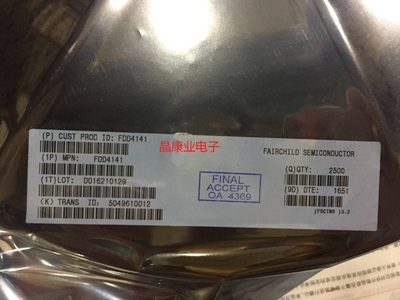 (P) CUST PROD ID: FDD4141
晶康业电子
FAIRCHILD SEMICONDUCTOR
(1P) MPN: FDD4141
(Q)QTY: 2500
(1T)LOT: D016210129
FINAL
ACCEPT
QA 4369
(9D) DTE: 1651
(K) TRANS ID: 5049610012